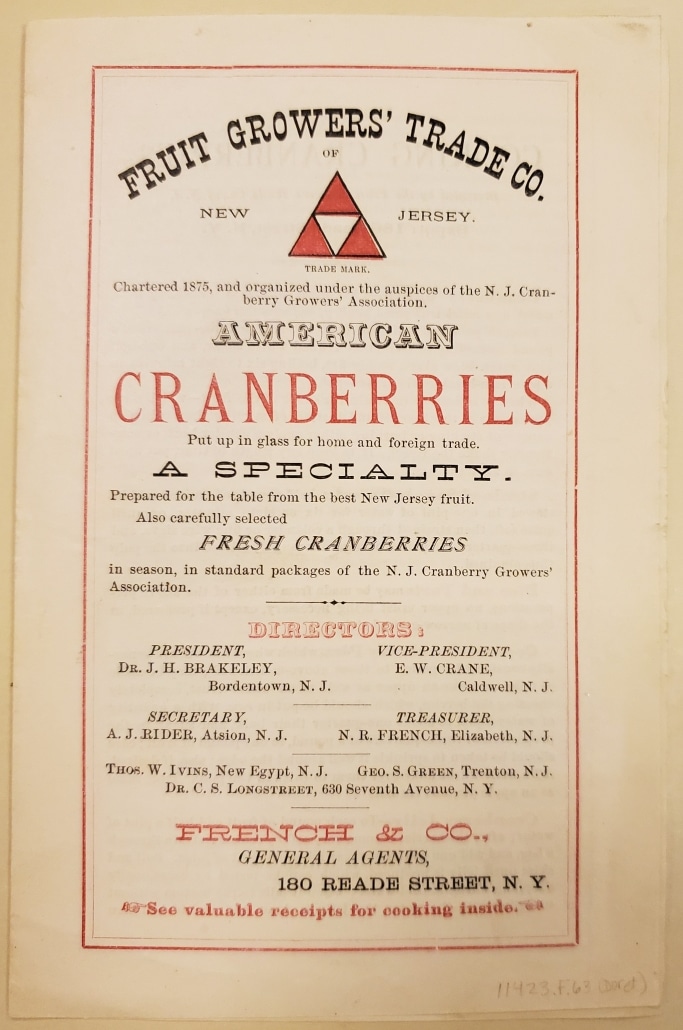 FRUIT GROWERS' TRADE CO.
OF
NEW JERSEY.
TRADE MARK.
Chartered 1875, and organized under the auspices of the N. J. Cran-
berry Growers' Association.
AMERICAN
CRANBERRIES
Put up in glass for home and foreign trade.
A SPECIALTY.
Prepared for the table from the best New Jersey fruit.
Also carefully selected
FRESH CRANBERRIES
in season, in standard packages of the N. J. Cranberry Growers'
Association.
DIRECTORS:
PRESIDENT, VICE-PRESIDENT,
DR. J. H. BRAKELEY, E. W. CRANE,
Bordentown, N. J. Caldwell, N. J.
SECRETARY, TREASURER,
A. J. RIDER, Atsion, N. J. N. R. FRENCH, Elizabeth, N. J.
THOS. W. IVINS, New Egypt, N. J. GEO. S. GREEN, Trenton, N. J.
DR. C. S. LONGSTREET, 630 Seventh Avenue, N. Y.
FRENCH & CO.,
GENERAL AGENTS,
180 READE STREET, N. Y.
See valuable receipts for cooking inside.
11423.F.63